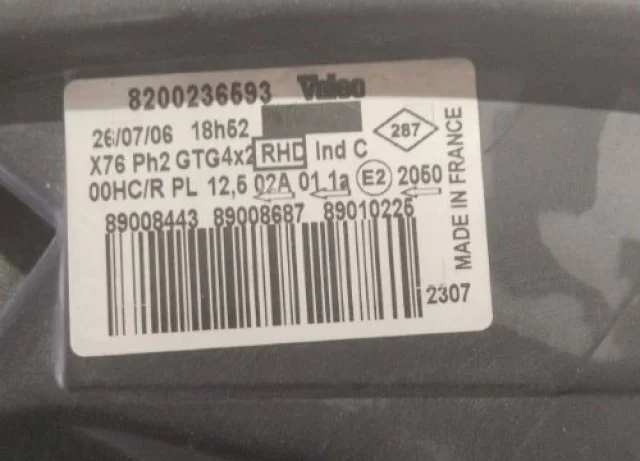 8200236593 Valeo
26/07/06 18h52
287
X76 Ph2 GTG4x2 RHD Ind C
00HC/R PL 12,5 02A 01 1a E2 2050
89008443 89008687 89010226
MADE IN FRANCE
2307